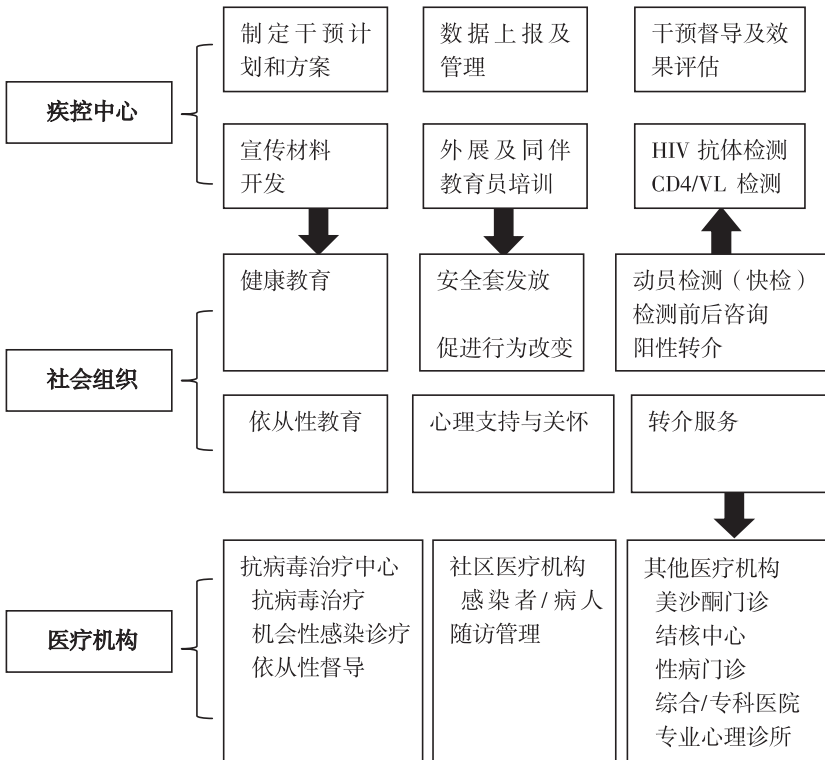 疾控中心
制定干预计
划和方案
数据上报及
管理
干预督导及效
果评估
宣传材料
开发
外展及同伴
教育员培训
HIV 抗体检测
CD4/VL 检测
社会组织
健康教育
安全套发放
促进行为改变
动员检测（快检）
检测前后咨询
阳性转介
依从性教育
心理支持与关怀
转介服务
医疗机构
抗病毒治疗中心
抗病毒治疗
机会性感染诊疗
依从性督导
社区医疗机构
感染者/病人
随访管理
其他医疗机构
美沙酮门诊
结核中心
性病门诊
综合/专科医院
专业心理诊所